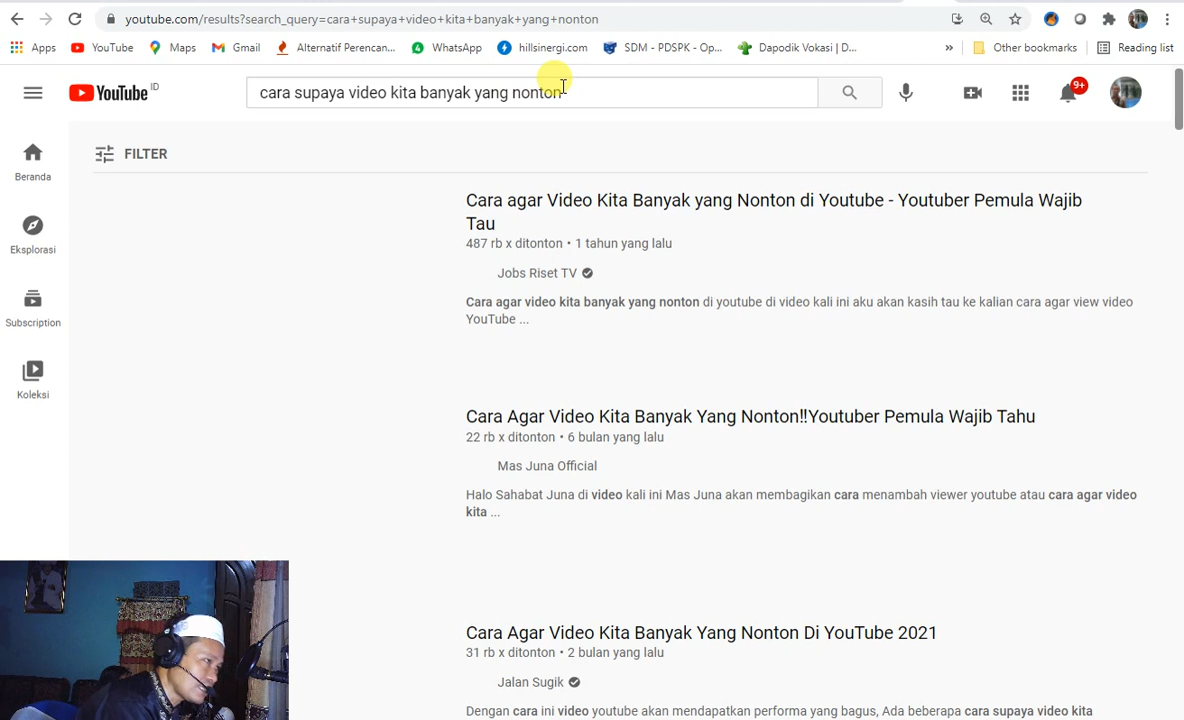 youtube.com/results?search_query=cara+supaya+video+kita+banyak+yang+nonton
Apps YouTube Maps Gmail Alternatif Perencan... WhatsApp hillsinergi.com SDM - PDSPK - Op... Dapodik Vokasi | D... » Other bookmarks Reading list
YouTube ID
cara supaya video kita banyak yang nonton
9+
FILTER
Beranda
Eksplorasi
Subscription
Koleksi
Cara agar Video Kita Banyak yang Nonton di Youtube - Youtuber Pemula Wajib
Tau
487 rb x ditonton • 1 tahun yang lalu
Jobs Riset TV
Cara agar video kita banyak yang nonton di youtube di video kali ini aku akan kasih tau ke kalian cara agar view video
YouTube ...
Cara Agar Video Kita Banyak Yang Nonton!!Youtuber Pemula Wajib Tahu
22 rb x ditonton • 6 bulan yang lalu
Mas Juna Official
Halo Sahabat Juna di video kali ini Mas Juna akan membagikan cara menambah viewer youtube atau cara agar video
kita ...
Cara Agar Video Kita Banyak Yang Nonton Di YouTube 2021
31 rb x ditonton • 2 bulan yang lalu
Jalan Sugik
Dengan cara ini video youtube akan mendapatkan performa yang bagus, Ada beberapa cara supaya video kita